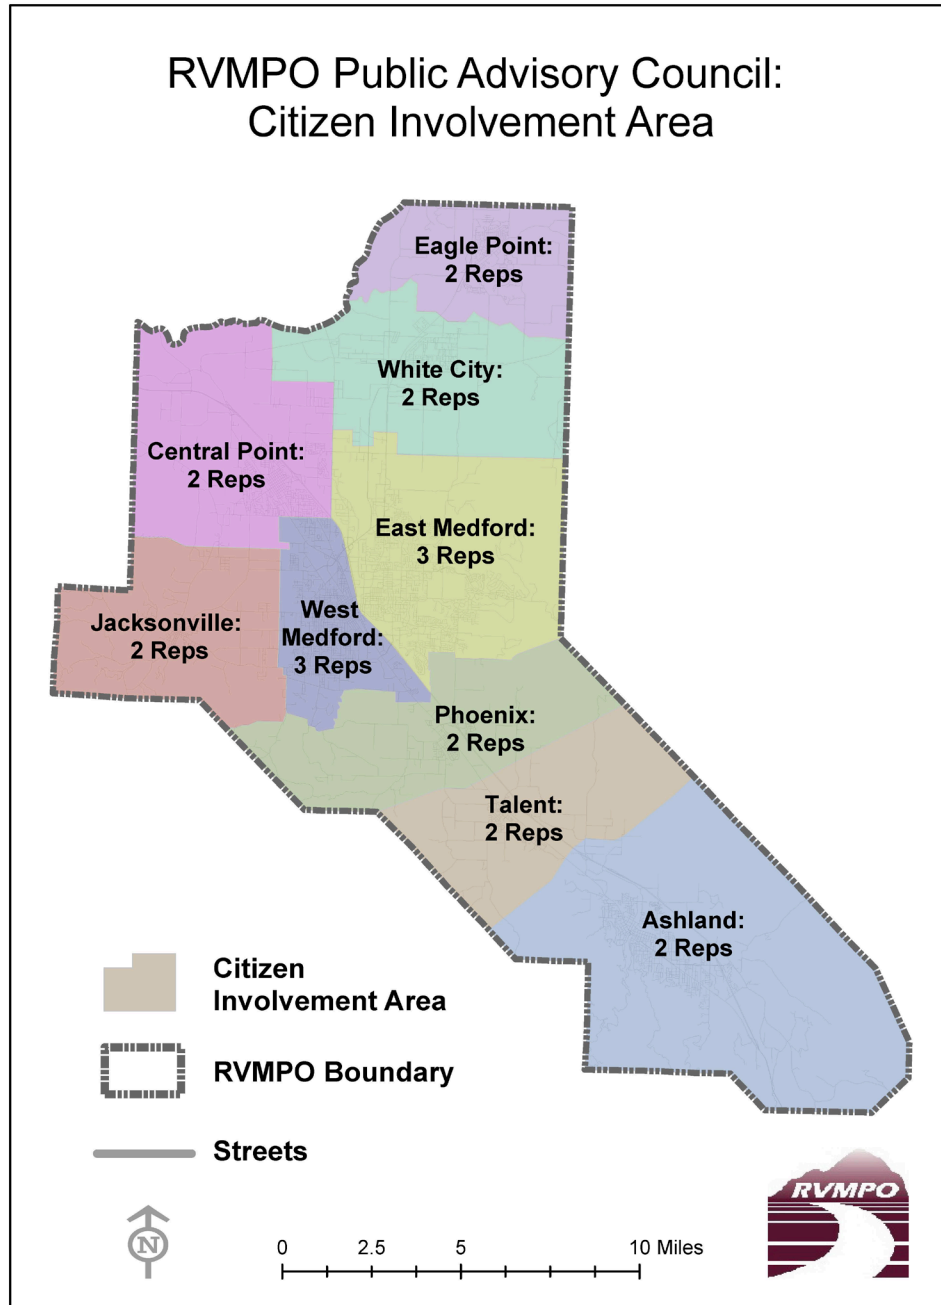 RVMPO Public Advisory Council:
Citizen Involvement Area
Eagle Point:
2 Reps
White City:
2 Reps
Central Point:
2 Reps
East Medford:
3 Reps
West
Medford:
3 Reps
Jacksonville:
2 Reps
Phoenix:
2 Reps
Talent:
2 Reps
Ashland:
2 Reps
Citizen
Involvement Area
RVMPO Boundary
Streets
N
0 2.5 5 10 Miles
RVMPO